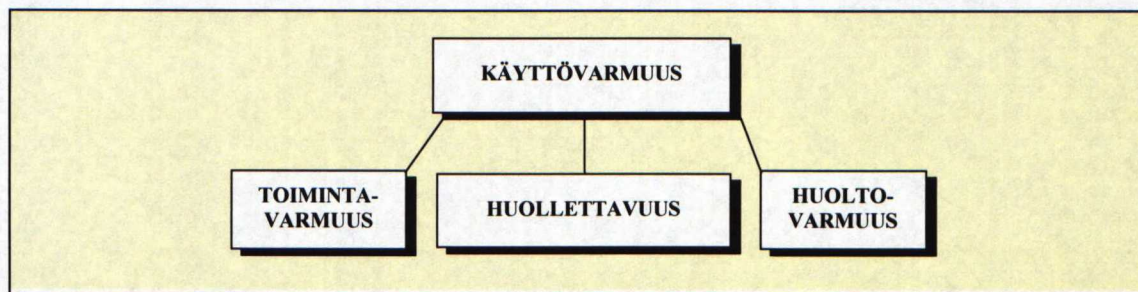 KÄYTTÖVARMUUS
TOIMINTA-
VARMUUS
HUOLLETTAVUUS
HUOLTO-
VARMUUS